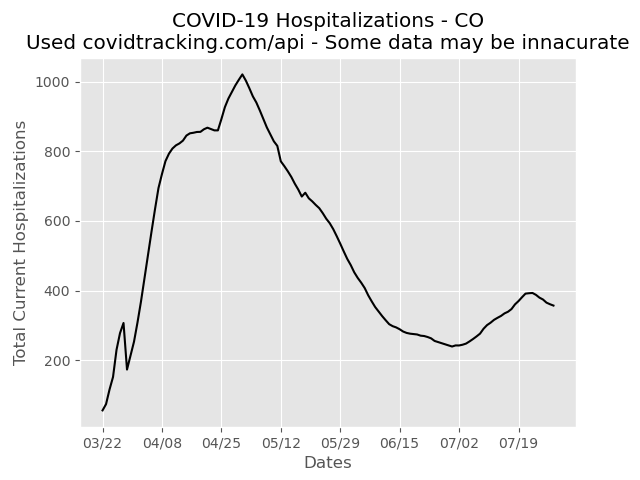 COVID-19 Hospitalizations - CO
Used covidtracking.com/api - Some data may be innacurate
Total Current Hospitalizations
1000
800
600
400
200
03/22 04/08 04/25 05/12 05/29 06/15 07/02 07/19
Dates